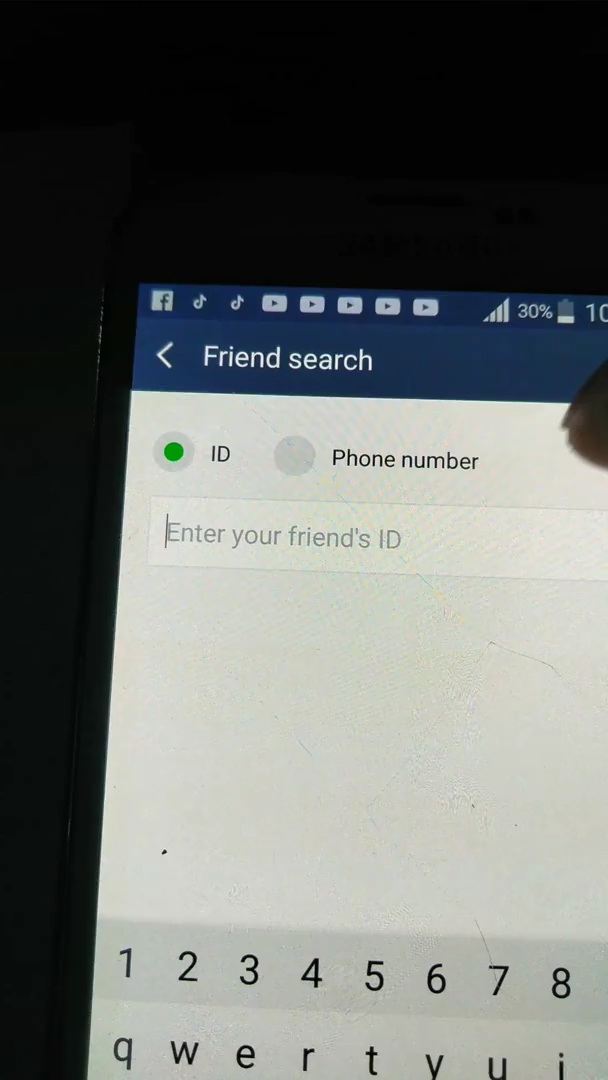 30% 10
Friend search
ID Phone number
Enter your friend's ID
1 2 3 4 5 6 7 8
q w e r t y u i